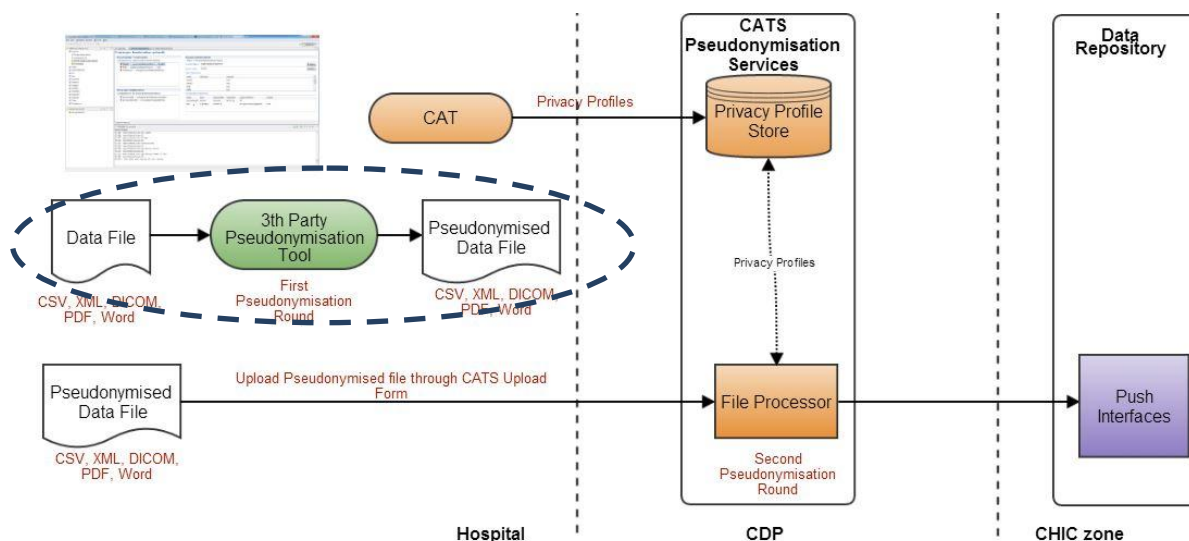 CATS
Pseudonymisation
Services
Data
Repository
CAT
Privacy Profiles
Privacy Profile
Store
Data File
3th Party
Pseudonymisation
Tool
Pseudonymised
Data File
CSV, XML, DICOM,
PDF, Word
First
Pseudonymisation
Round
CSV, XML, DICOM,
PDF, Word
Privacy Profiles
Pseudonymised
Data File
Upload Pseudonymised file through CATS Upload
Form
File Processor
Push
Interfaces
CSV, XML, DICOM,
PDF, Word
Second
Pseudonymisation
Round
Hospital
CDP
CHIC zone